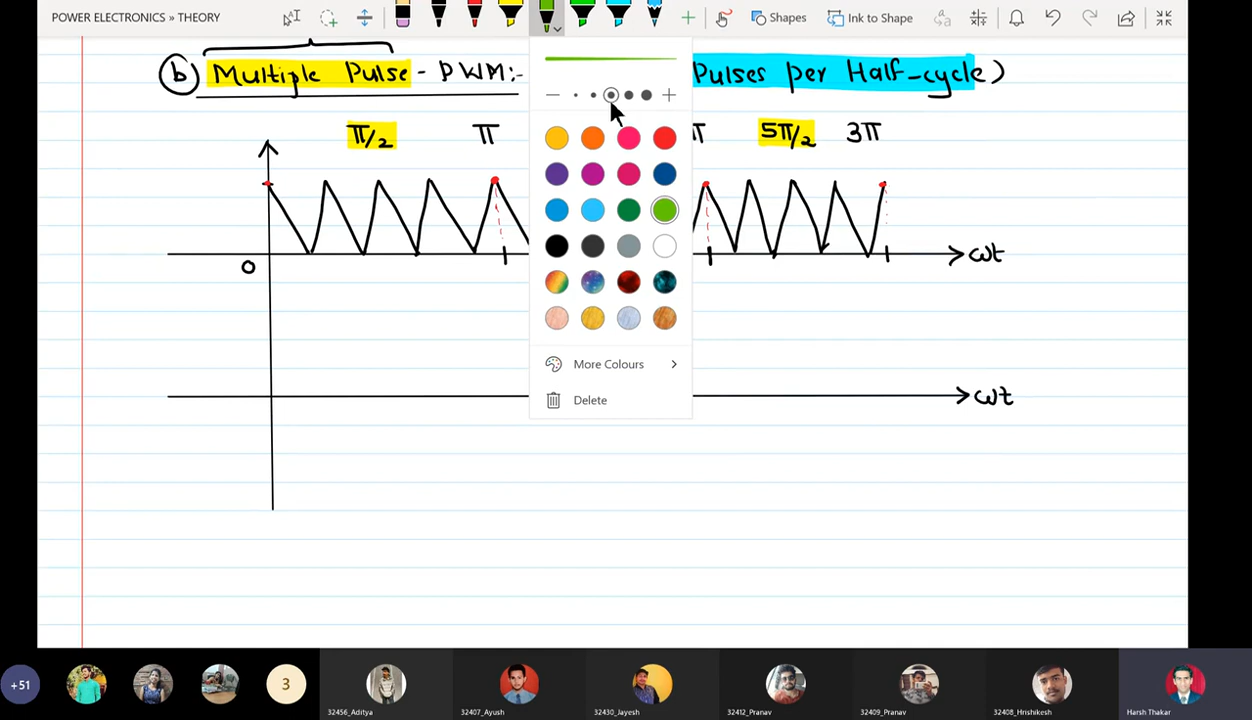 POWER ELECTRONICS » THEORY
Shapes
Ink to Shape
(b) Multiple Pulse - PWM:- Pulses per Half-cycle)
π/2 π π 5π/2 3π
0
ωt
ωt
More Colours
Delete
+51
3
32456_Aditya
32407_Ayush
32430_Jayesh
32412_Pranav
32409_Pranav
32408_Hrishikesh
Harsh Thakar